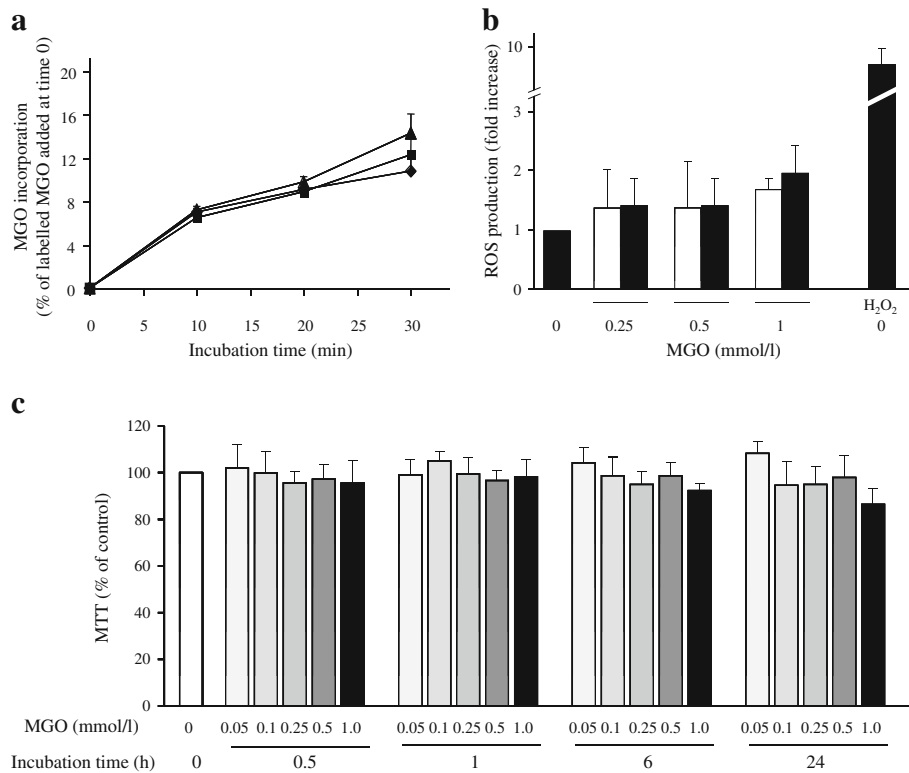 a
MGO incorporation
(% of labelled MGO added at time 0)
20
16
12
8
4
0
0 5 10 15 20 25 30
Incubation time (min)
b
ROS production (fold increase)
10
3
2
1
0
H₂O₂
0 0.25 0.5 1 0
MGO (mmol/l)
c
MTT (% of control)
120
100
80
60
40
20
0
MGO (mmol/l) 0 0.05 0.1 0.25 0.5 1.0 0.05 0.1 0.25 0.5 1.0 0.05 0.1 0.25 0.5 1.0 0.05 0.1 0.25 0.5 1.0
Incubation time (h) 0 0.5 1 6 24